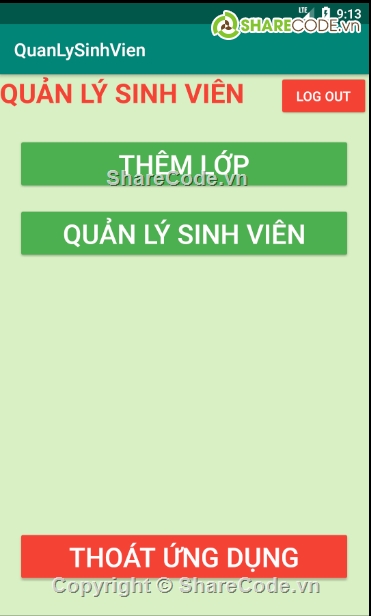 SHARECODE.vn
LTE 9:13
QuanLySinhVien
QUẢN LÝ SINH VIÊN
LOG OUT
THÊM LỚP
ShareCode.vn
QUẢN LÝ SINH VIÊN
THOÁT ỨNG DỤNG
Copyright © ShareCode.vn